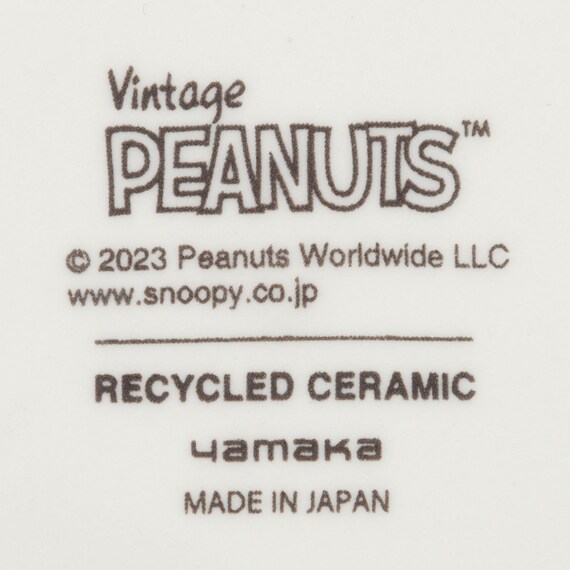 Vintage
PEANUTS™
© 2023 Peanuts Worldwide LLC
www.snoopy.co.jp
RECYCLED CERAMIC
yamaka
MADE IN JAPAN